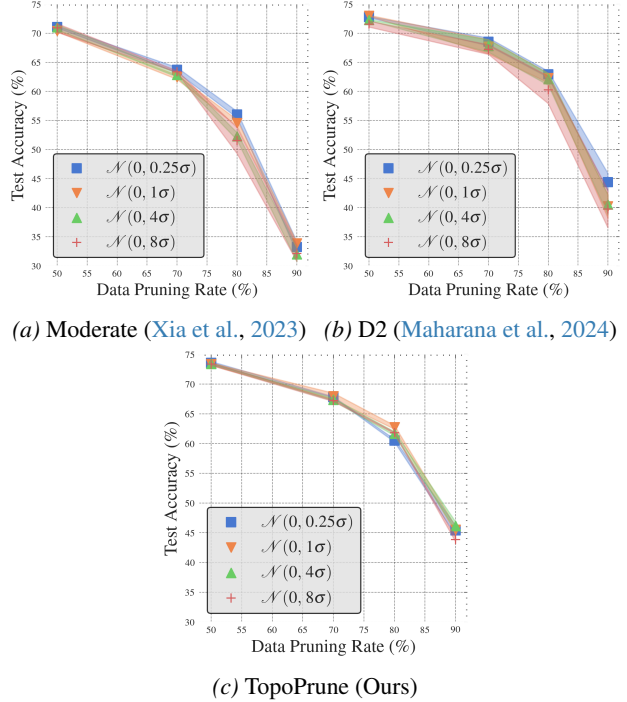 75
70
65
60
55
50
45
40
35
30
50 55 60 65 70 75 80 85 90
Test Accuracy (%)
Data Pruning Rate (%)
𝒩(0, 0.25σ)
𝒩(0, 1σ)
𝒩(0, 4σ)
𝒩(0, 8σ)
(a) Moderate (Xia et al., 2023)
75
70
65
60
55
50
45
40
35
30
50 55 60 65 70 75 80 85 90
Test Accuracy (%)
Data Pruning Rate (%)
𝒩(0, 0.25σ)
𝒩(0, 1σ)
𝒩(0, 4σ)
𝒩(0, 8σ)
(b) D2 (Maharana et al., 2024)
75
70
65
60
55
50
45
40
35
30
50 55 60 65 70 75 80 85 90
Test Accuracy (%)
Data Pruning Rate (%)
𝒩(0, 0.25σ)
𝒩(0, 1σ)
𝒩(0, 4σ)
𝒩(0, 8σ)
(c) TopoPrune (Ours)